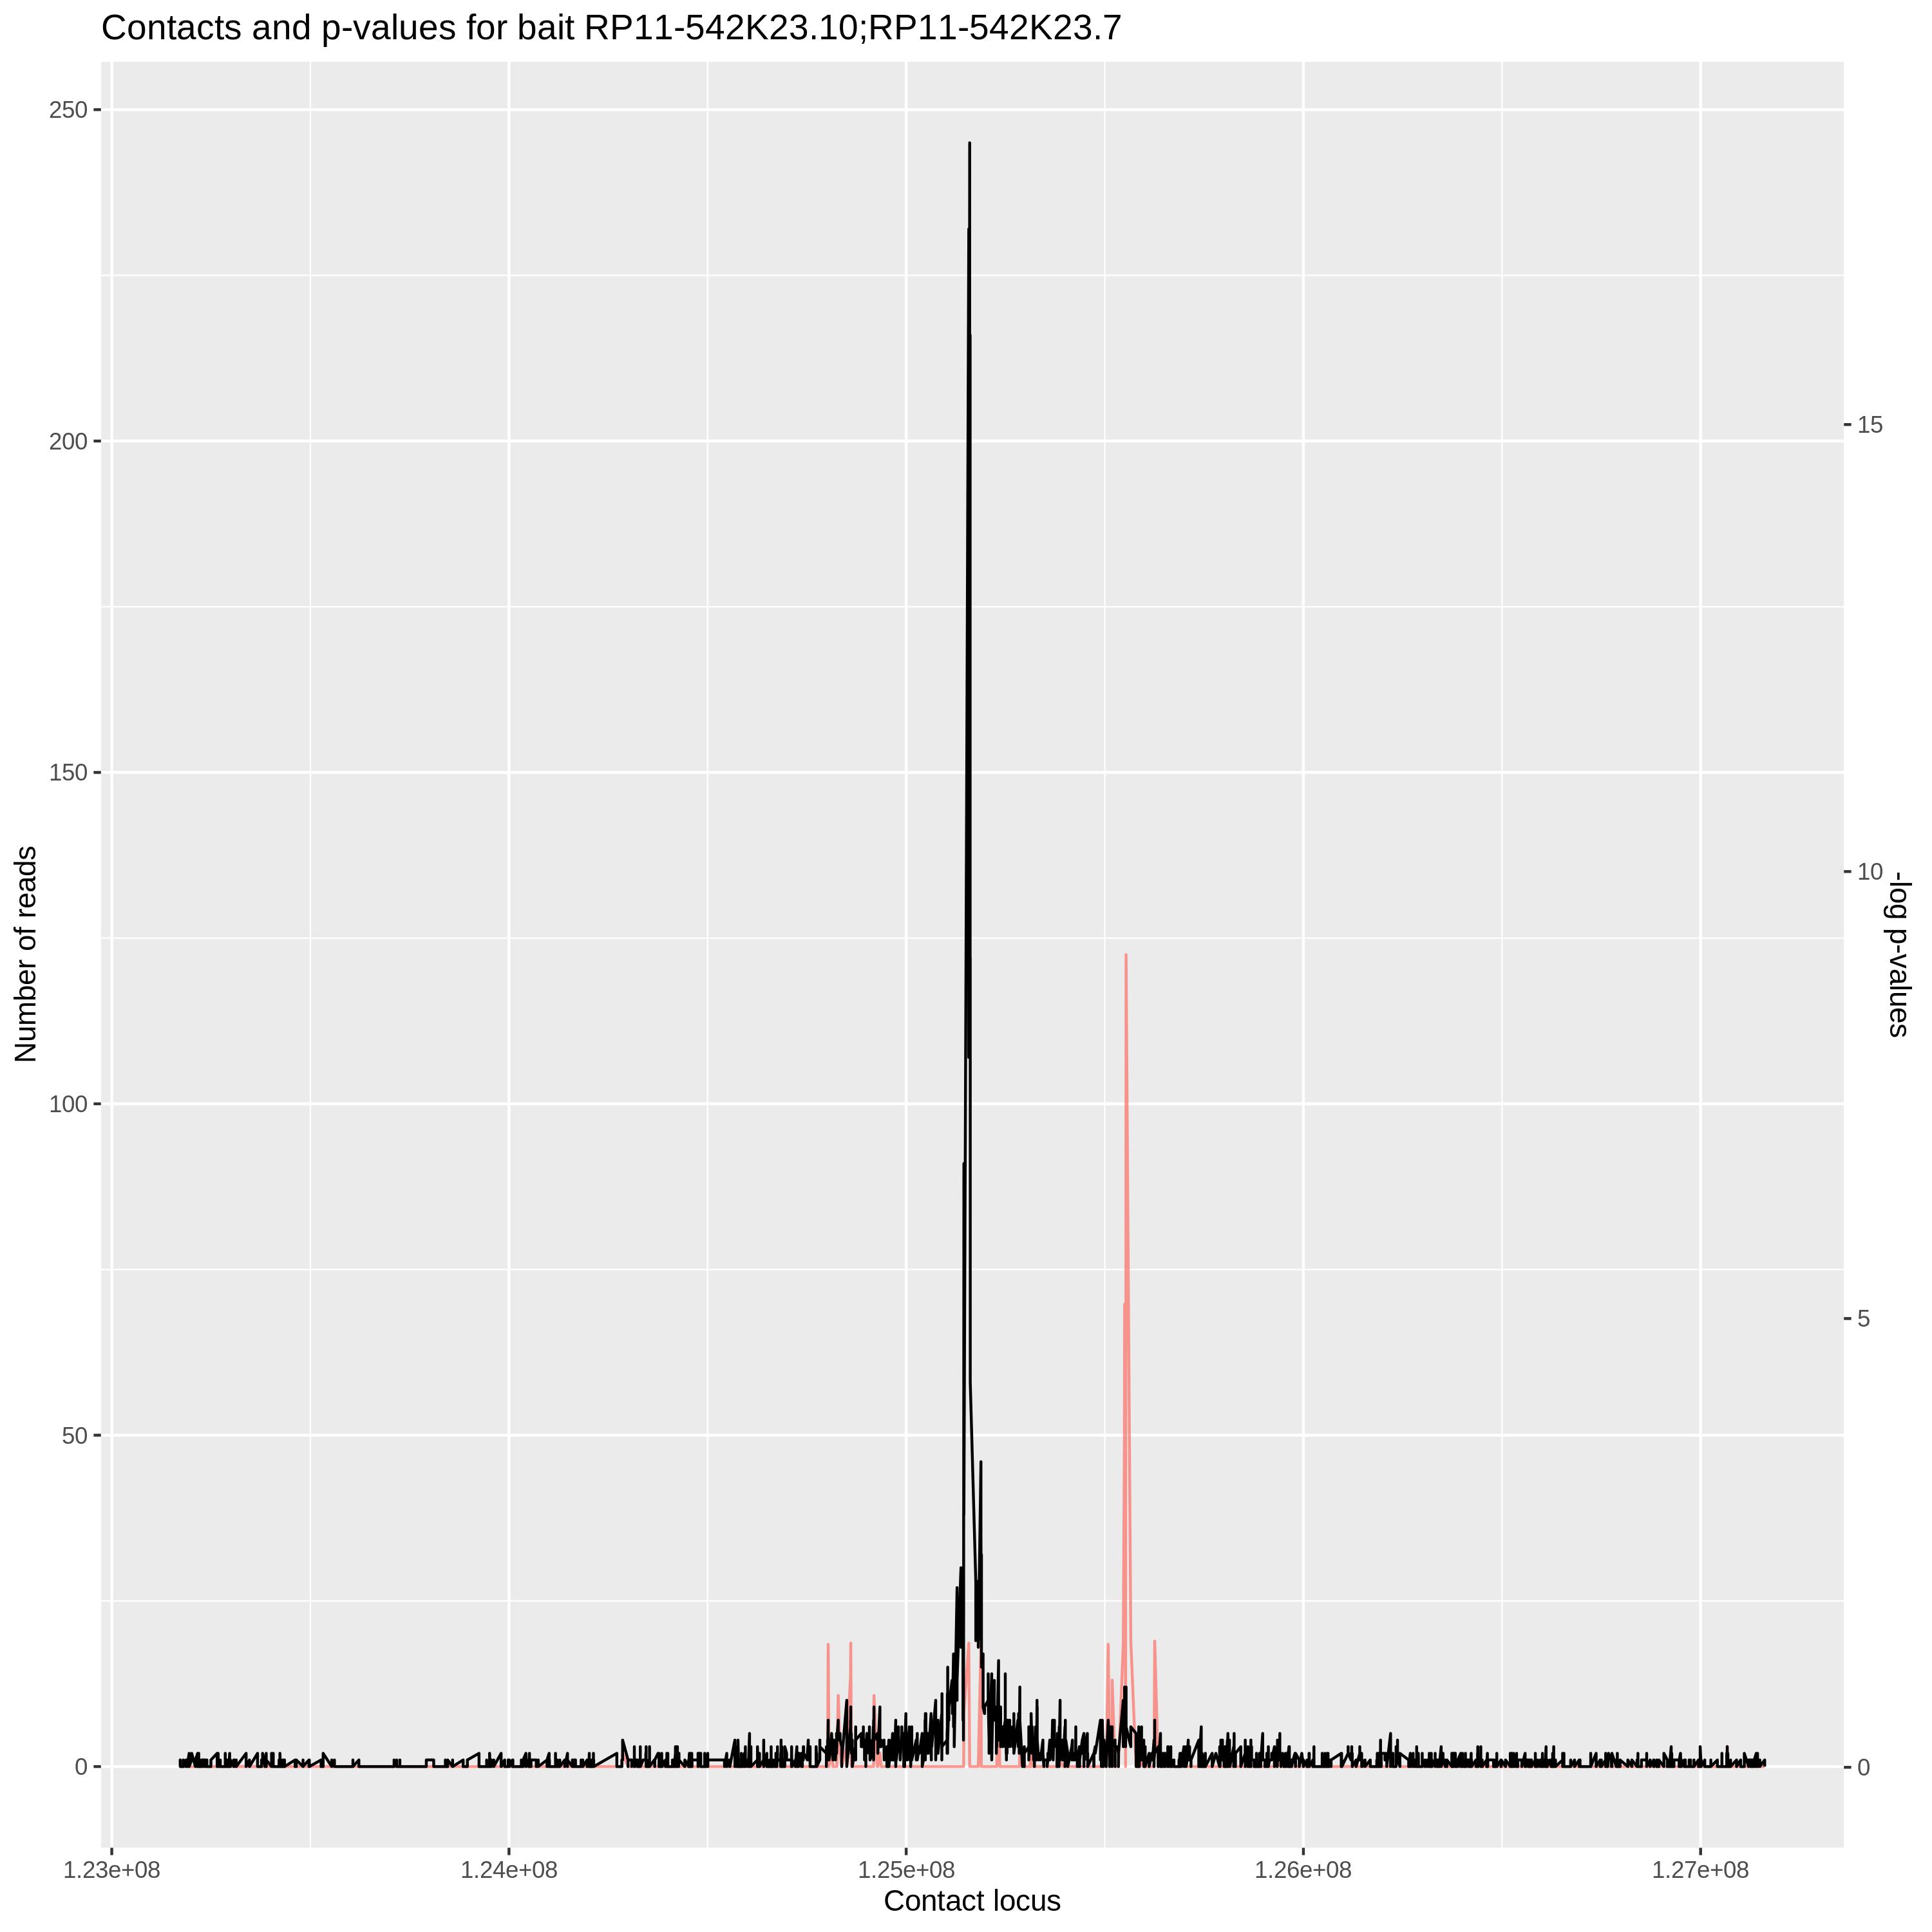 Contacts and p-values for bait RP11-542K23.10;RP11-542K23.7
250
200
150
100
50
0
Number of reads
15
10
5
0
-log p-values
1.23e+08
1.24e+08
1.25e+08
1.26e+08
1.27e+08
Contact locus